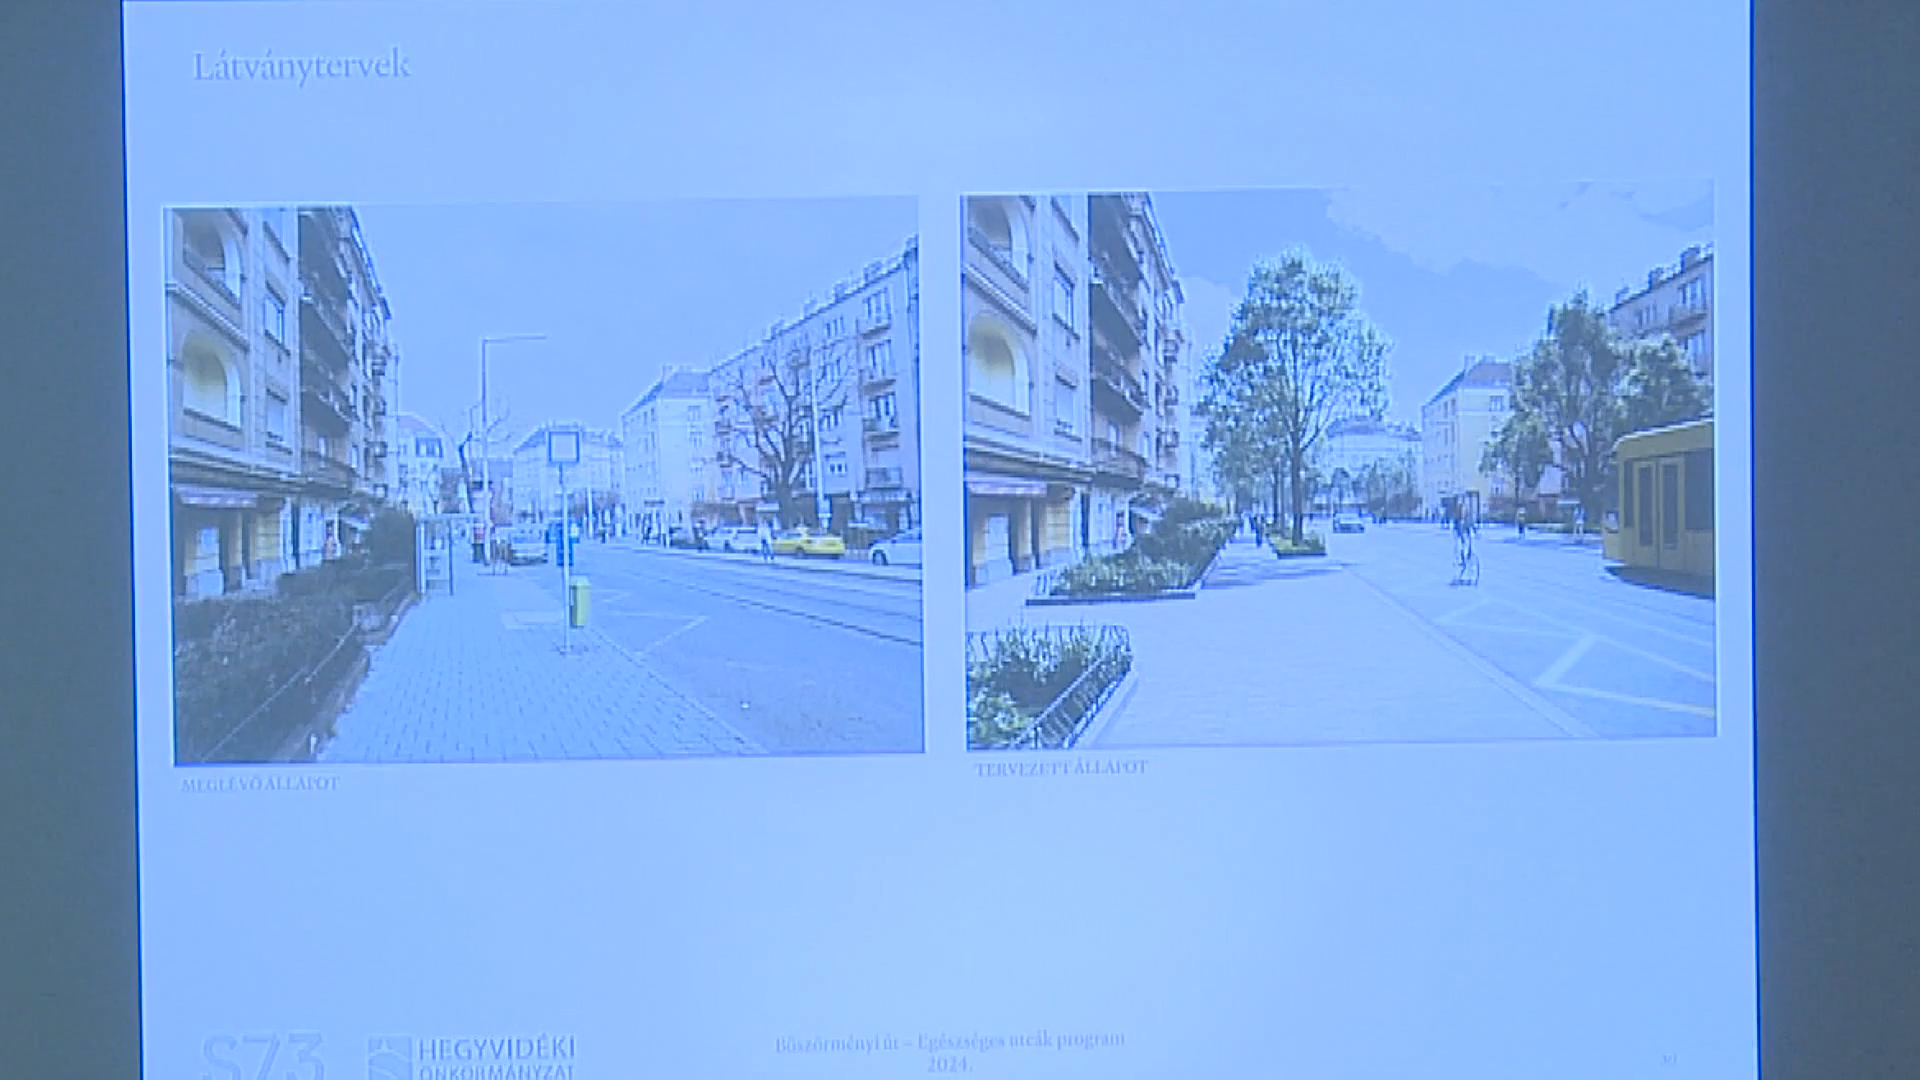 Látványtervek
MEGLÉVŐ ÁLLAPOT
TERVEZETT ÁLLAPOT
S73
HEGYVIDÉKI
ÖNKORMÁNYZAT
Böszörményi út – Egészséges utcák program
2024.